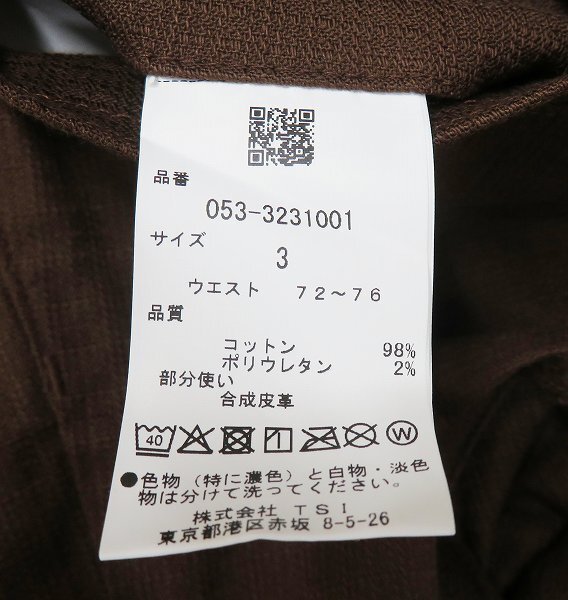 品番
053-3231001
サイズ
3
ウエスト 72～76
品質
コットン 98%
ポリウレタン 2%
部分使い
合成皮革
40 W
●色物(特に濃色)と白物・淡色
物は分けて洗ってください。
株式会社 TSI
東京都港区赤坂 8-5-26